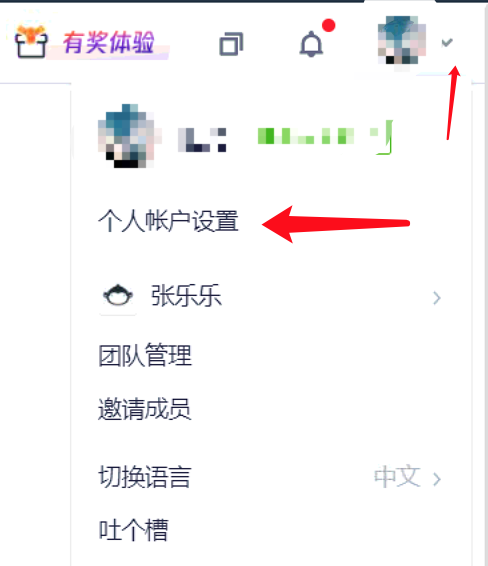 有奖体验
个人帐户设置
张乐乐
团队管理
邀请成员
切换语言 中文
吐个槽